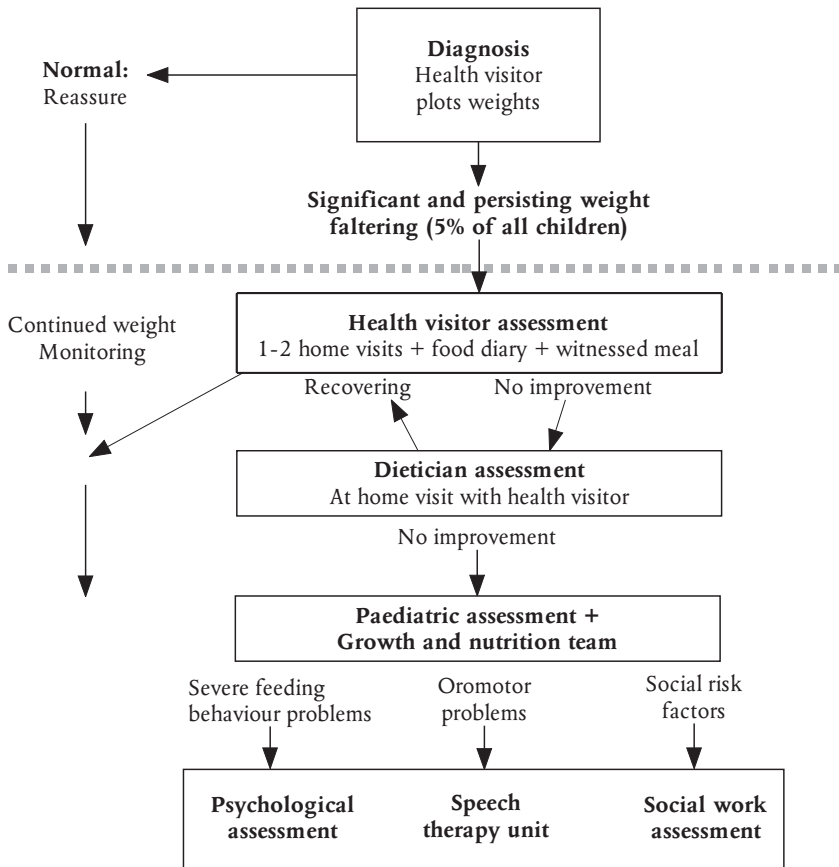 Diagnosis
Health visitor
plots weights
Normal:
Reassure
Significant and persisting weight
faltering (5% of all children)
Health visitor assessment
1-2 home visits + food diary + witnessed meal
Continued weight
Monitoring
Recovering
No improvement
Dietician assessment
At home visit with health visitor
No improvement
Paediatric assessment +
Growth and nutrition team
Severe feeding
behaviour problems
Oromotor
problems
Social risk
factors
Psychological
assessment
Speech
therapy unit
Social work
assessment